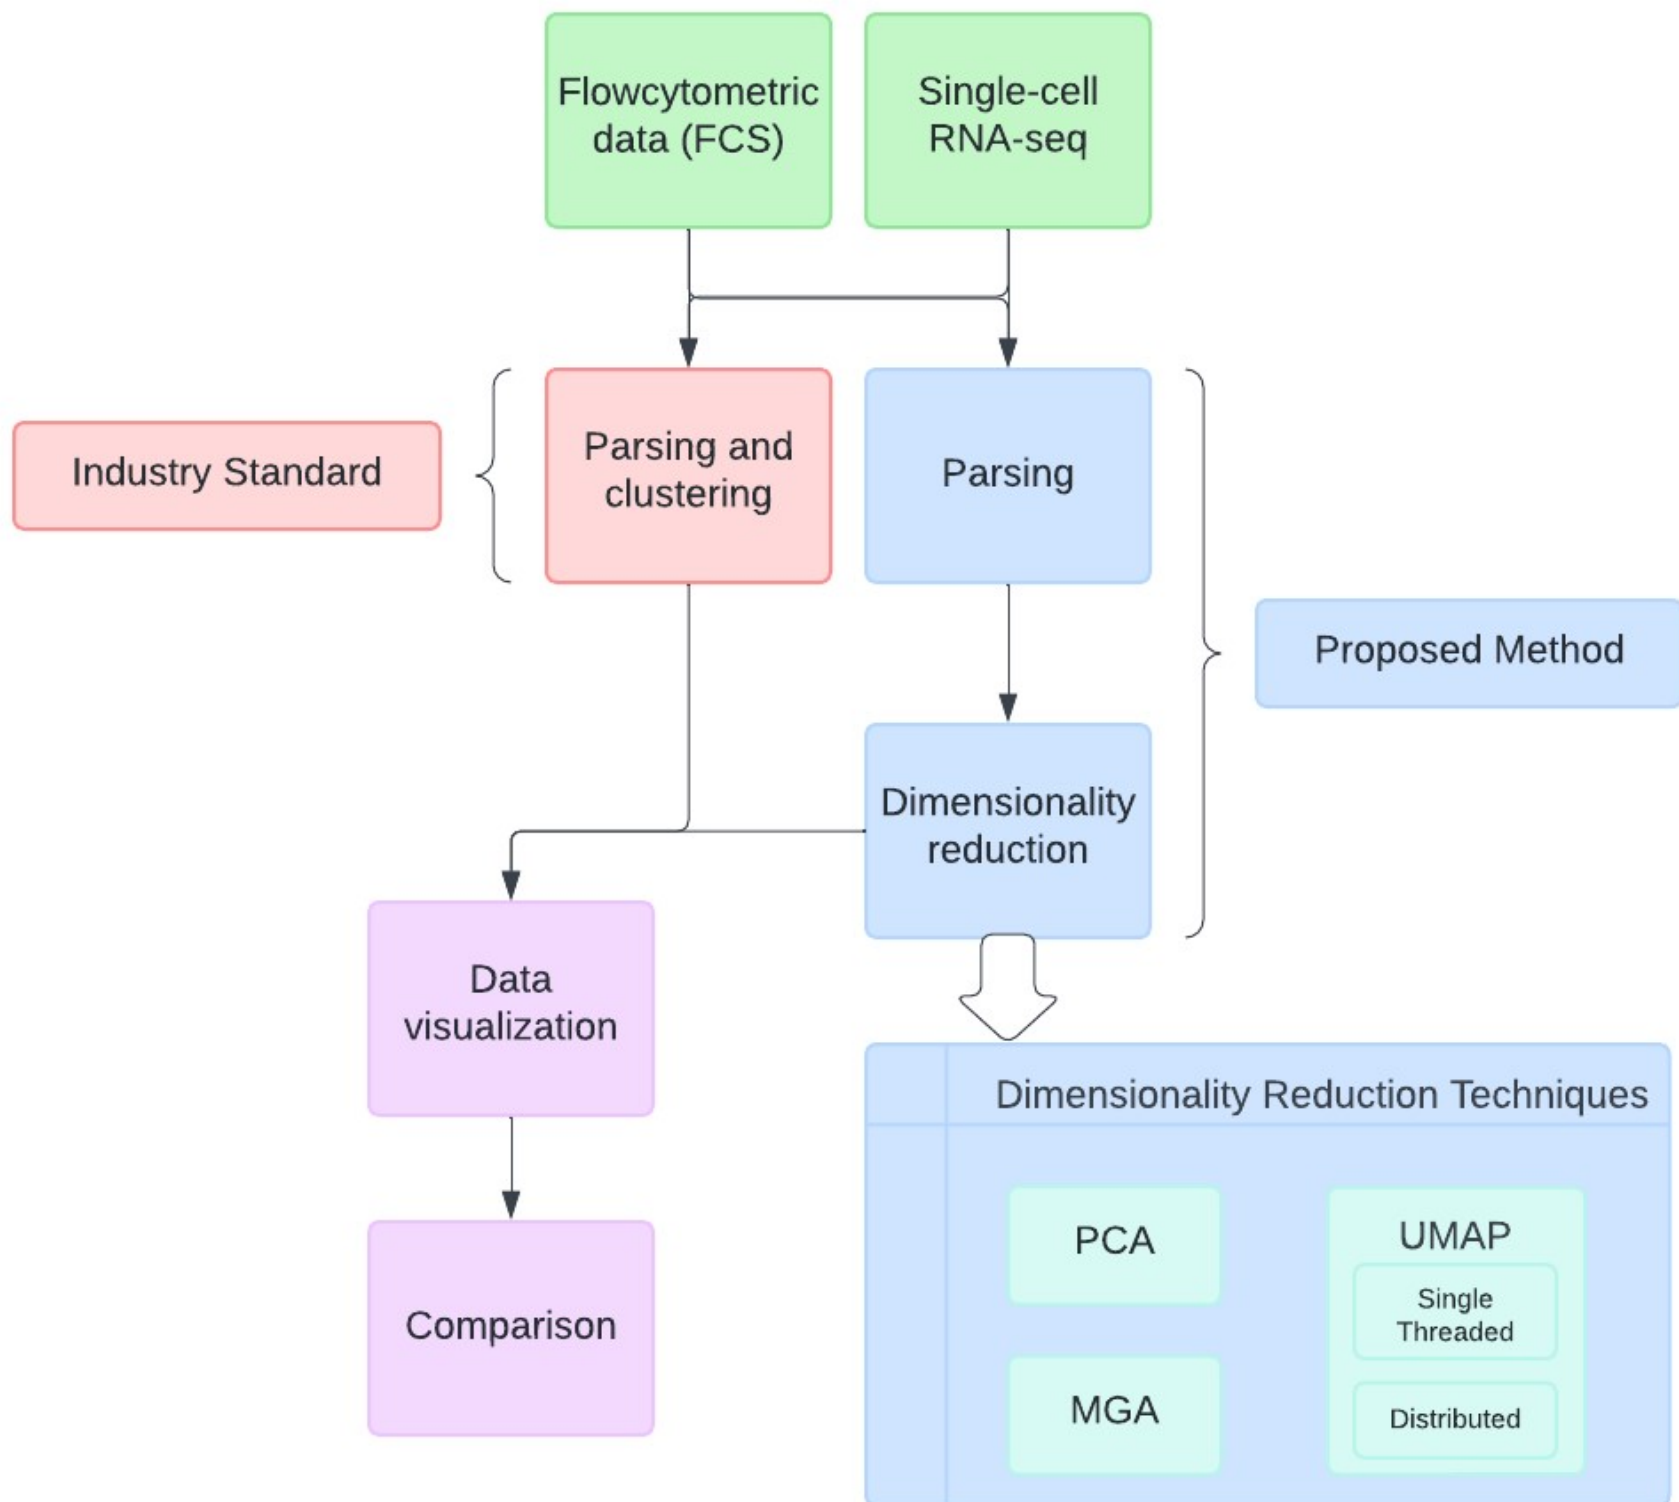 Flowcytometric
data (FCS)
Single-cell
RNA-seq
Industry Standard
Parsing and
clustering
Parsing
Proposed Method
Dimensionality
reduction
Data
visualization
Comparison
Dimensionality Reduction Techniques
PCA
MGA
UMAP
Single
Threaded
Distributed